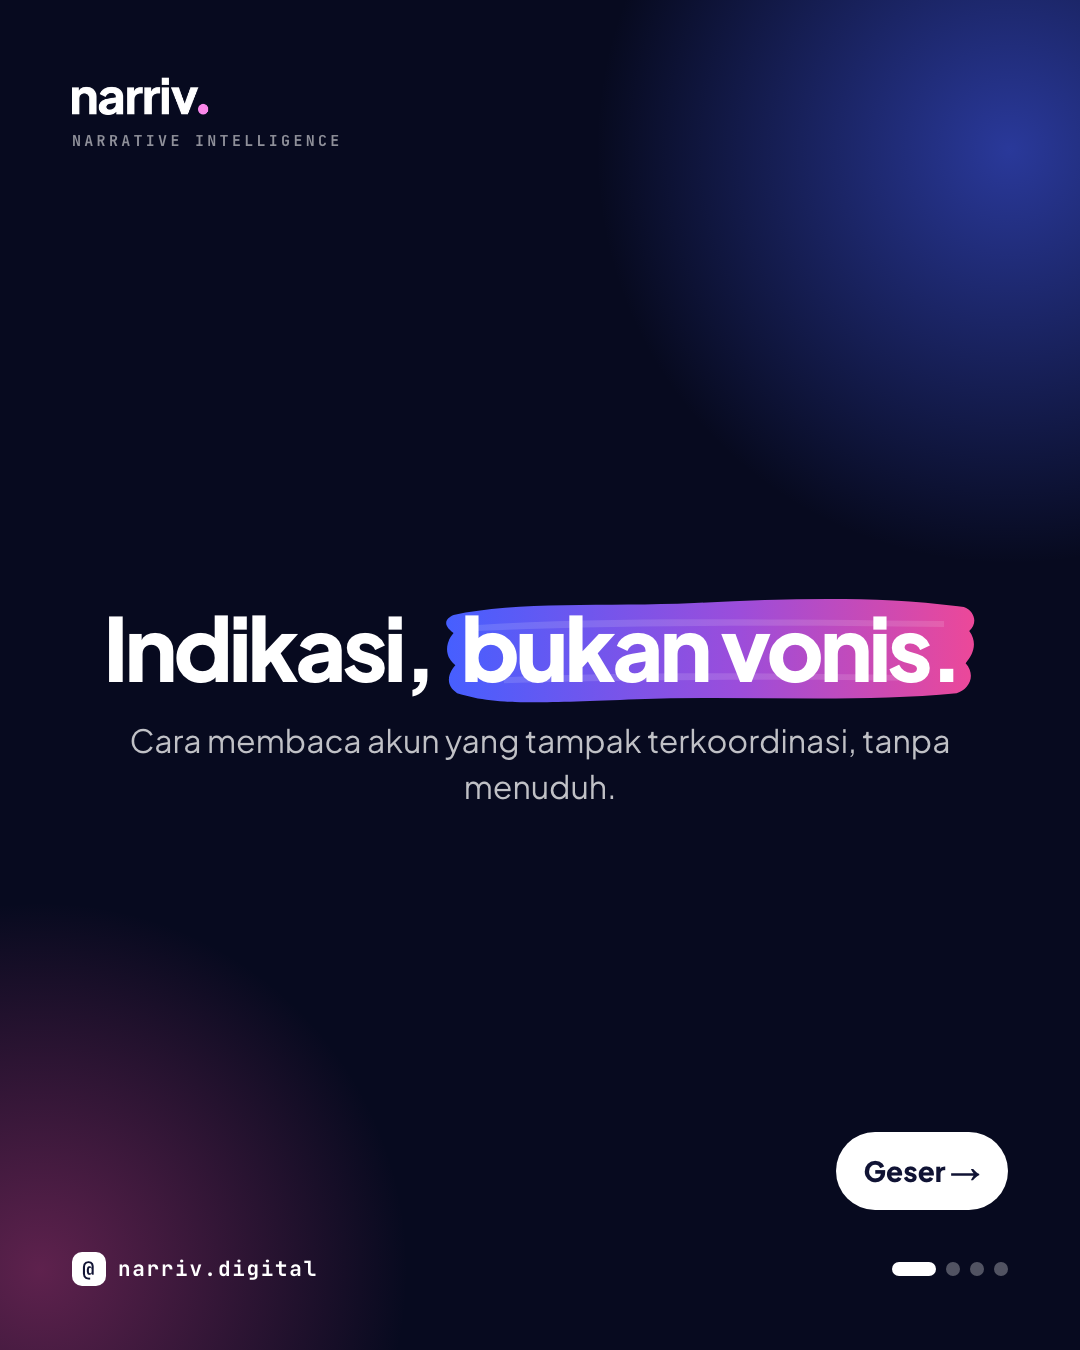 narriv.
NARRATIVE INTELLIGENCE
Indikasi, bukan vonis.
Cara membaca akun yang tampak terkoordinasi, tanpa
menuduh.
Geser →
@ narriv.digital